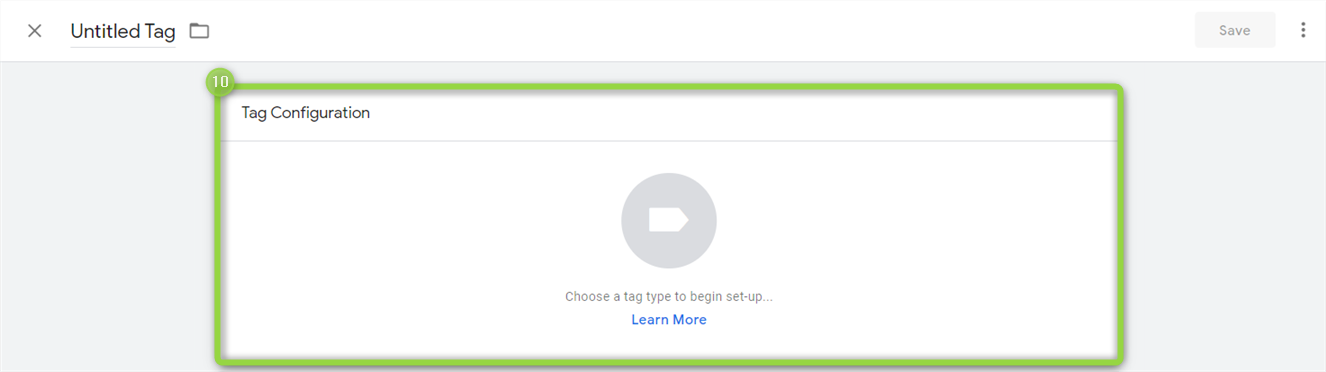 Untitled Tag
Save
10
Tag Configuration
Choose a tag type to begin set-up...
Learn More